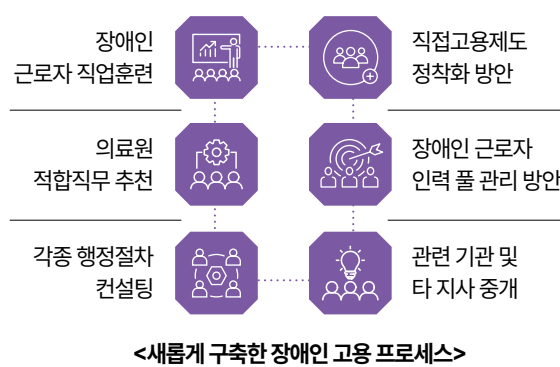 장애인
근로자 직업훈련
직접고용제도
정착화 방안
의료원
적합직무 추천
장애인 근로자
인력 풀 관리 방안
각종 행정절차
컨설팅
관련 기관 및
타 지사 중개
<새롭게 구축한 장애인 고용 프로세스>